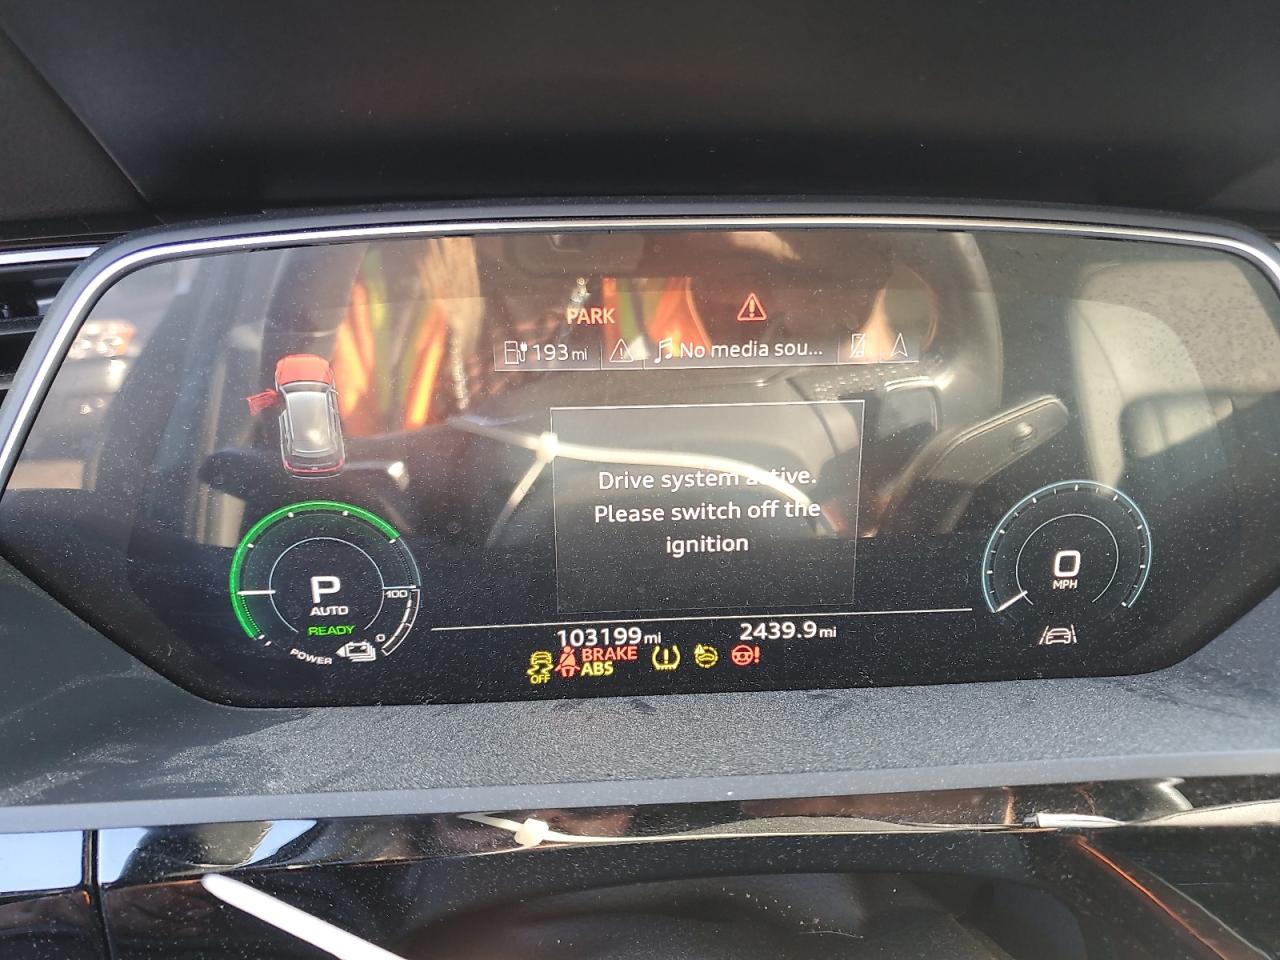 PARK
193 mi
No media sou...
Drive system active.
Please switch off the
ignition
P
AUTO
READY
POWER
100
0
0
MPH
103199 mi
2439.9 mi
OFF
BRAKE
ABS